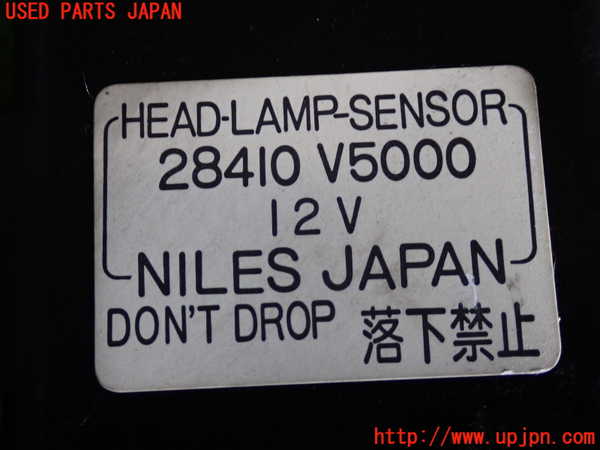 USED PARTS JAPAN
HEAD-LAMP-SENSOR
28410 V5000
12V
NILES JAPAN
DON'T DROP 落下禁止
http://www.upjpn.com